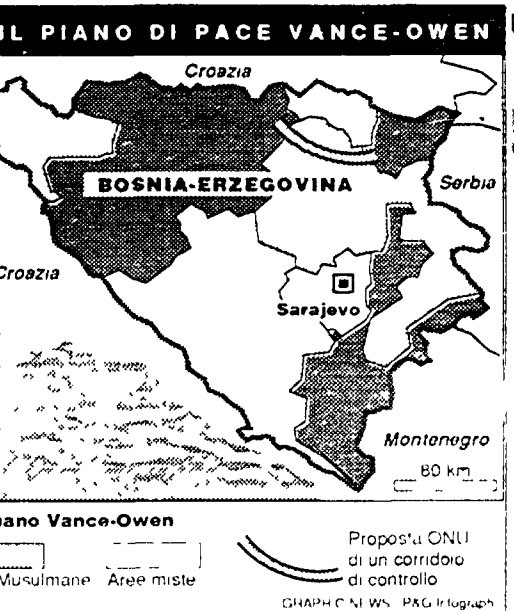 IL PIANO DI PACE VANCE-OWEN
Croazia
BOSNIA-ERZEGOVINA
Serbia
Croazia
Sarajevo
Montenegro
80 km
Vance-Owen
Proposta ONU
di un corridoio
di controllo
Musulmane Aree miste
GRAPHIC NEWS P&G Infograph